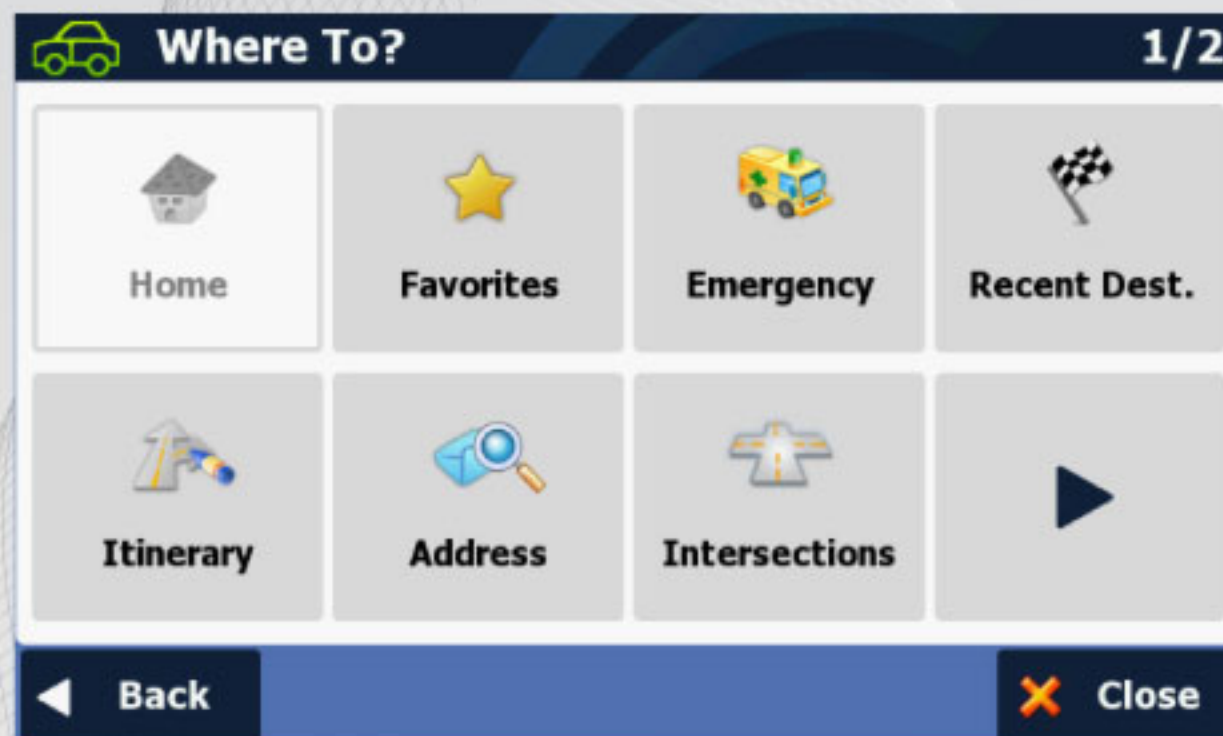 Where To?
1/2
Home
Favorites
Emergency
Recent Dest.
Itinerary
Address
Intersections
Back
Close